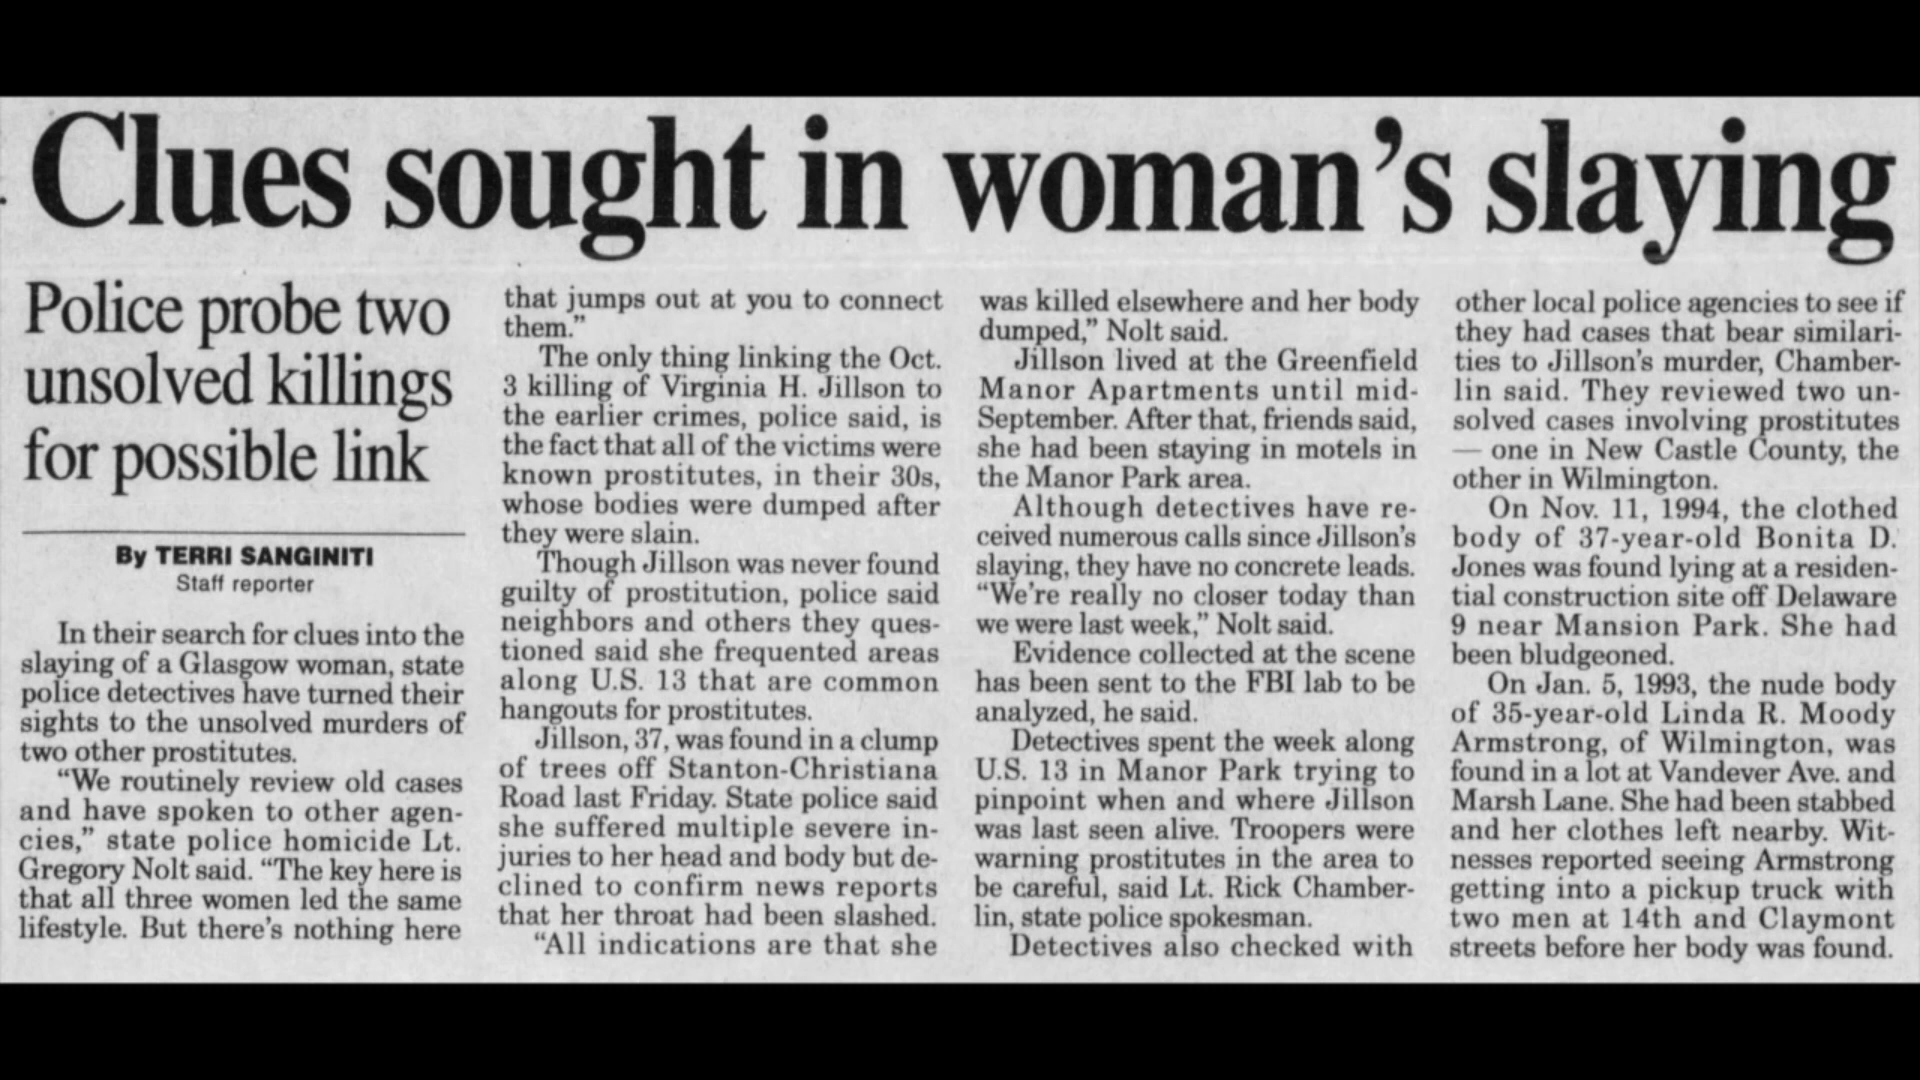 Clues sought in woman's slaying
Police probe two
unsolved killings
for possible link
By TERRI SANGINITI
Staff reporter
In their search for clues into the
slaying of a Glasgow woman, state
police detectives have turned their
sights to the unsolved murders of
two other prostitutes.
“We routinely review old cases
and have spoken to other agen-
cies,” state police homicide Lt.
Gregory Nolt said. “The key here is
that all three women led the same
lifestyle. But there's nothing here
that jumps out at you to connect
them.”
The only thing linking the Oct.
3 killing of Virginia H. Jillson to
the earlier crimes, police said, is
the fact that all of the victims were
known prostitutes, in their 30s,
whose bodies were dumped after
they were slain.
Though Jillson was never found
guilty of prostitution, police said
neighbors and others they ques-
tioned said she frequented areas
along U.S. 13 that are common
hangouts for prostitutes.
Jillson, 37, was found in a clump
of trees off Stanton-Christiana
Road last Friday. State police said
she suffered multiple severe in-
juries to her head and body but de-
clined to confirm news reports
that her throat had been slashed.
“All indications are that she
was killed elsewhere and her body
dumped,” Nolt said.
Jillson lived at the Greenfield
Manor Apartments until mid-
September. After that, friends said,
she had been staying in motels in
the Manor Park area.
Although detectives have re-
ceived numerous calls since Jillson's
slaying, they have no concrete leads.
“We're really no closer today than
we were last week,” Nolt said.
Evidence collected at the scene
has been sent to the FBI lab to be
analyzed, he said.
Detectives spent the week along
U.S. 13 in Manor Park trying to
pinpoint when and where Jillson
was last seen alive. Troopers were
warning prostitutes in the area to
be careful, said Lt. Rick Chamber-
lin, state police spokesman.
Detectives also checked with
other local police agencies to see if
they had cases that bear similari-
ties to Jillson's murder, Chamber-
lin said. They reviewed two un-
solved cases involving prostitutes
— one in New Castle County, the
other in Wilmington.
On Nov. 11, 1994, the clothed
body of 37-year-old Bonita D.
Jones was found lying at a residen-
tial construction site off Delaware
9 near Mansion Park. She had
been bludgeoned.
On Jan. 5, 1993, the nude body
of 35-year-old Linda R. Moody
Armstrong, of Wilmington, was
found in a lot at Vandever Ave. and
Marsh Lane. She had been stabbed
and her clothes left nearby. Wit-
nesses reported seeing Armstrong
getting into a pickup truck with
two men at 14th and Claymont
streets before her body was found.